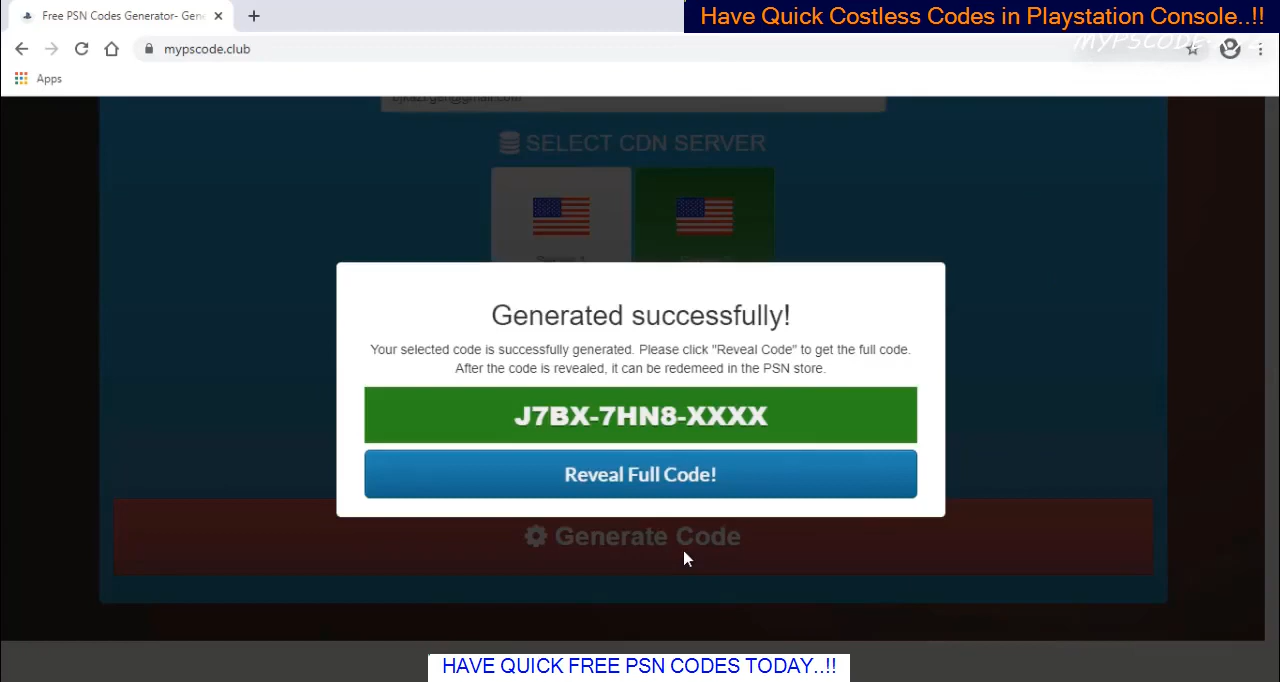 Free PSN Codes Generator- Gen
Have Quick Costless Codes in Playstation Console..!!
mypscode.club
Apps
SELECT CDN SERVER
Generated successfully!
Your selected code is successfully generated. Please click "Reveal Code" to get the full code.
After the code is revealed, it can be redemeed in the PSN store.
J7BX-7HN8-XXXX
Reveal Full Code!
Generate Code
HAVE QUICK FREE PSN CODES TODAY..!!